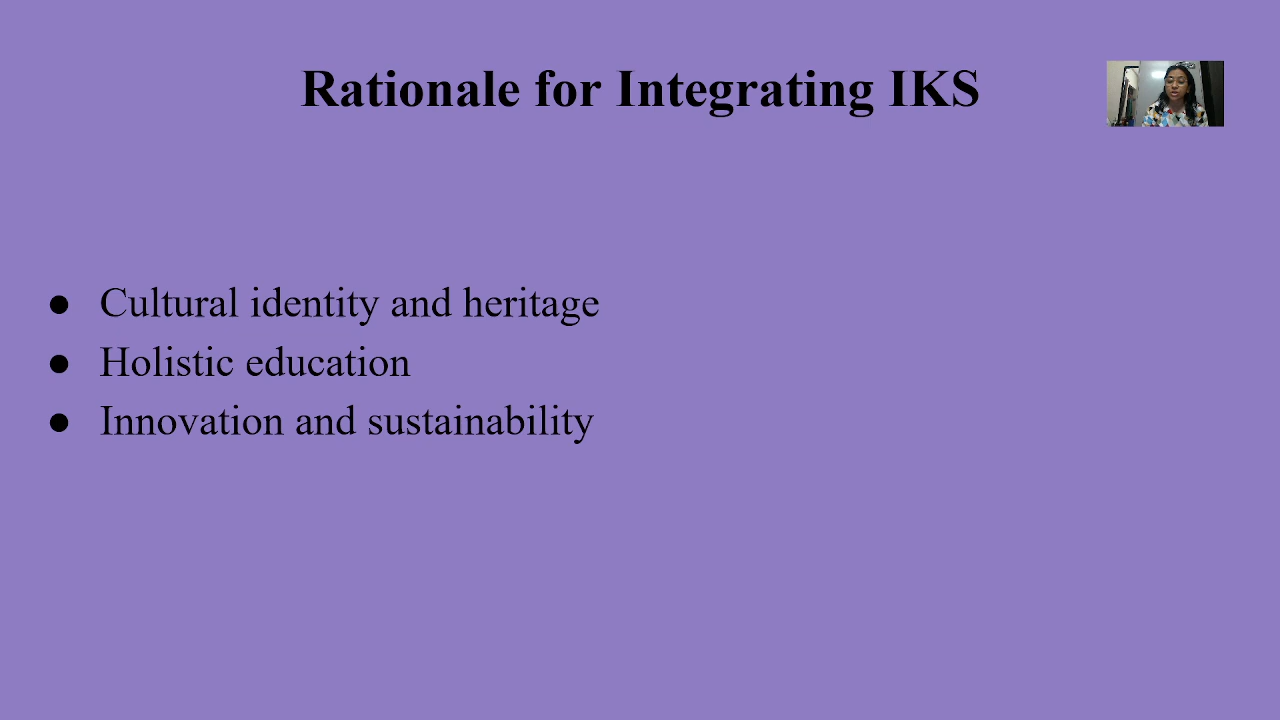 Rationale for Integrating IKS
● Cultural identity and heritage
● Holistic education
● Innovation and sustainability